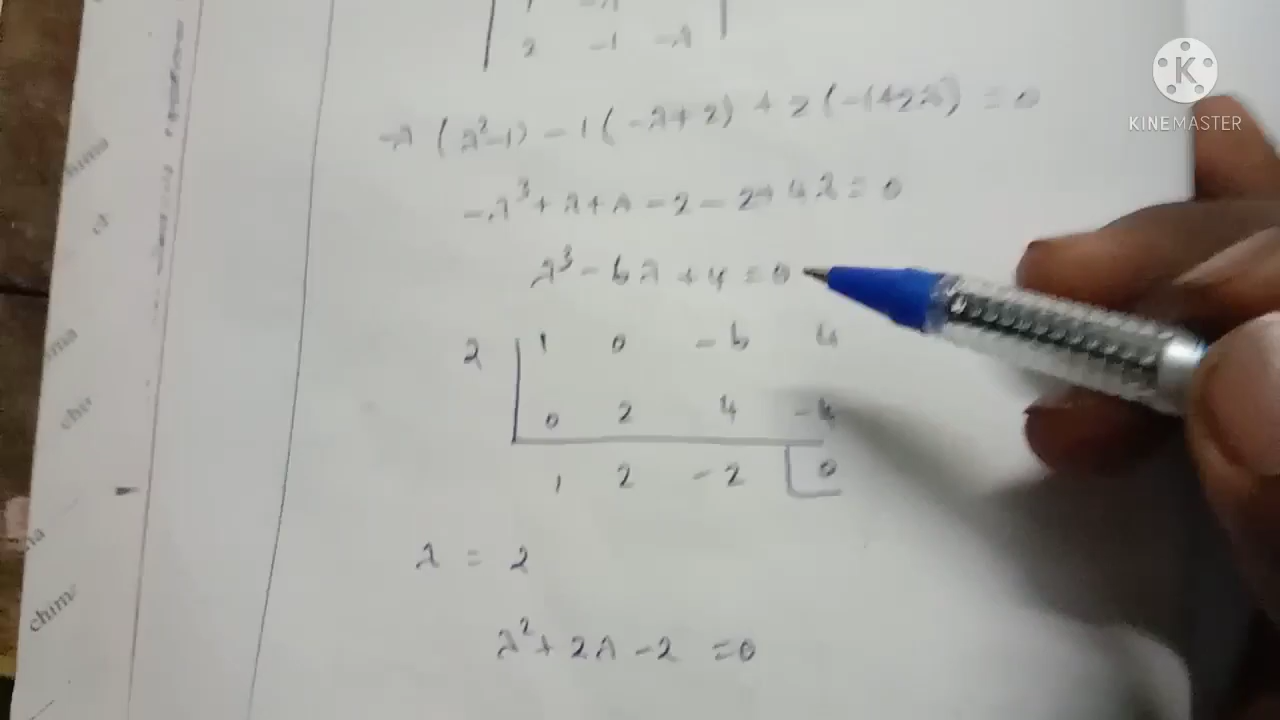 2 -1 -λ
KINEMASTER
-λ (λ²-1) - 1(-λ+2) + 2(-1+2λ) = 0
-λ³ + λ + λ - 2 - 2 + 4λ = 0
λ³ - 6λ + 4 = 0
2 1 0 -6 4
0 2 4 -4
1 2 -2 0
λ = 2
λ² + 2λ - 2 = 0